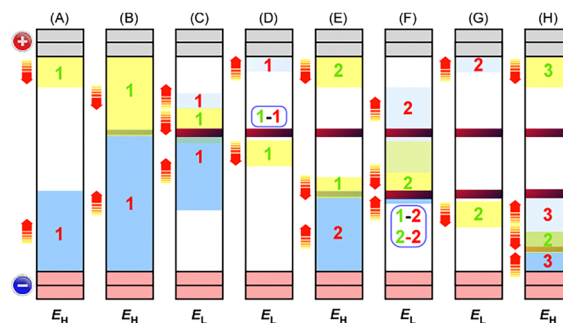 (A) (B) (C) (D) (E) (F) (G) (H)
+
1 1 1 1 2 2 2 3
1 1-1
1 1 1 1 1 2 2 3
2 1-2 2
2-2 3
−
EH EH EL EL EH EL EL EH